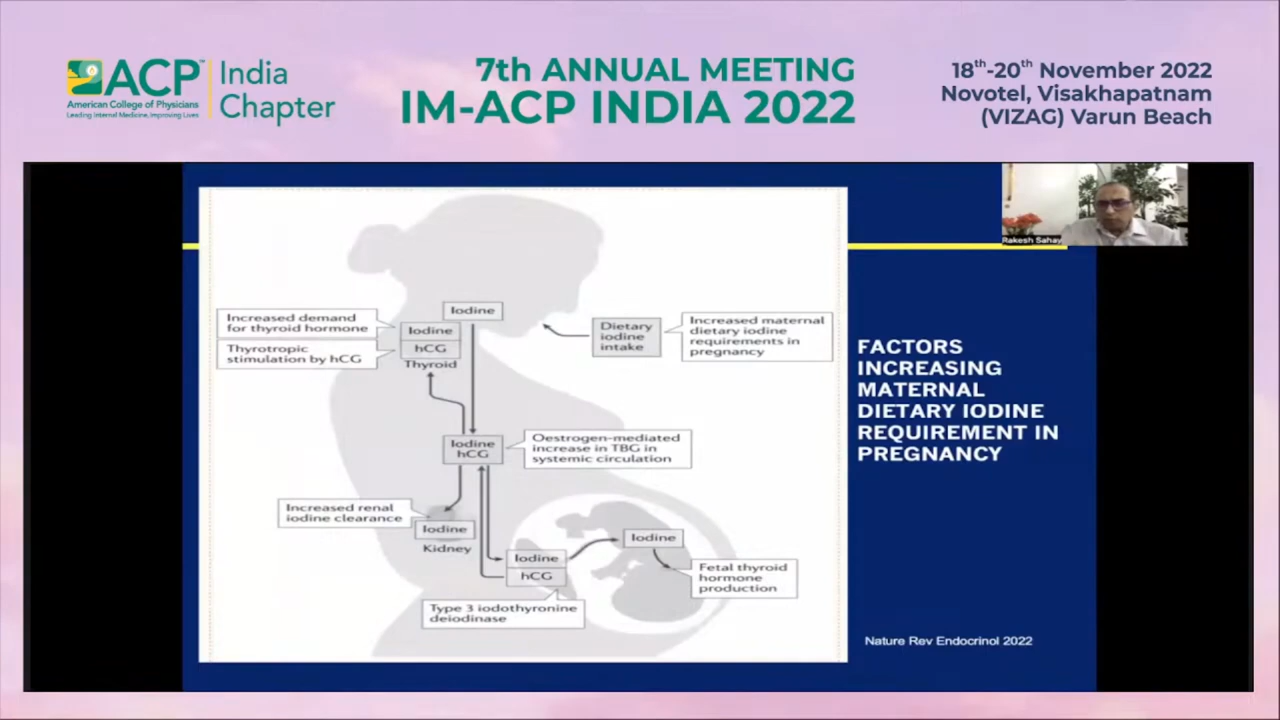 ACP™
American College of Physicians
Leading Internal Medicine, Improving Lives
India
Chapter
7th ANNUAL MEETING
IM-ACP INDIA 2022
18th-20th November 2022
Novotel, Visakhapatnam
(VIZAG) Varun Beach
Rakesh Sahay
Increased demand
for thyroid hormone
Thyrotropic
stimulation by hCG
Iodine
Iodine
hCG
Thyroid
Dietary
iodine
intake
Increased maternal
dietary iodine
requirements in
pregnancy
Iodine
hCG
Oestrogen-mediated
increase in TBG in
systemic circulation
Increased renal
iodine clearance
Iodine
Kidney
Iodine
hCG
Iodine
Fetal thyroid
hormone
production
Type 3 iodothyronine
deiodinase
FACTORS
INCREASING
MATERNAL
DIETARY IODINE
REQUIREMENT IN
PREGNANCY
Nature Rev Endocrinol 2022